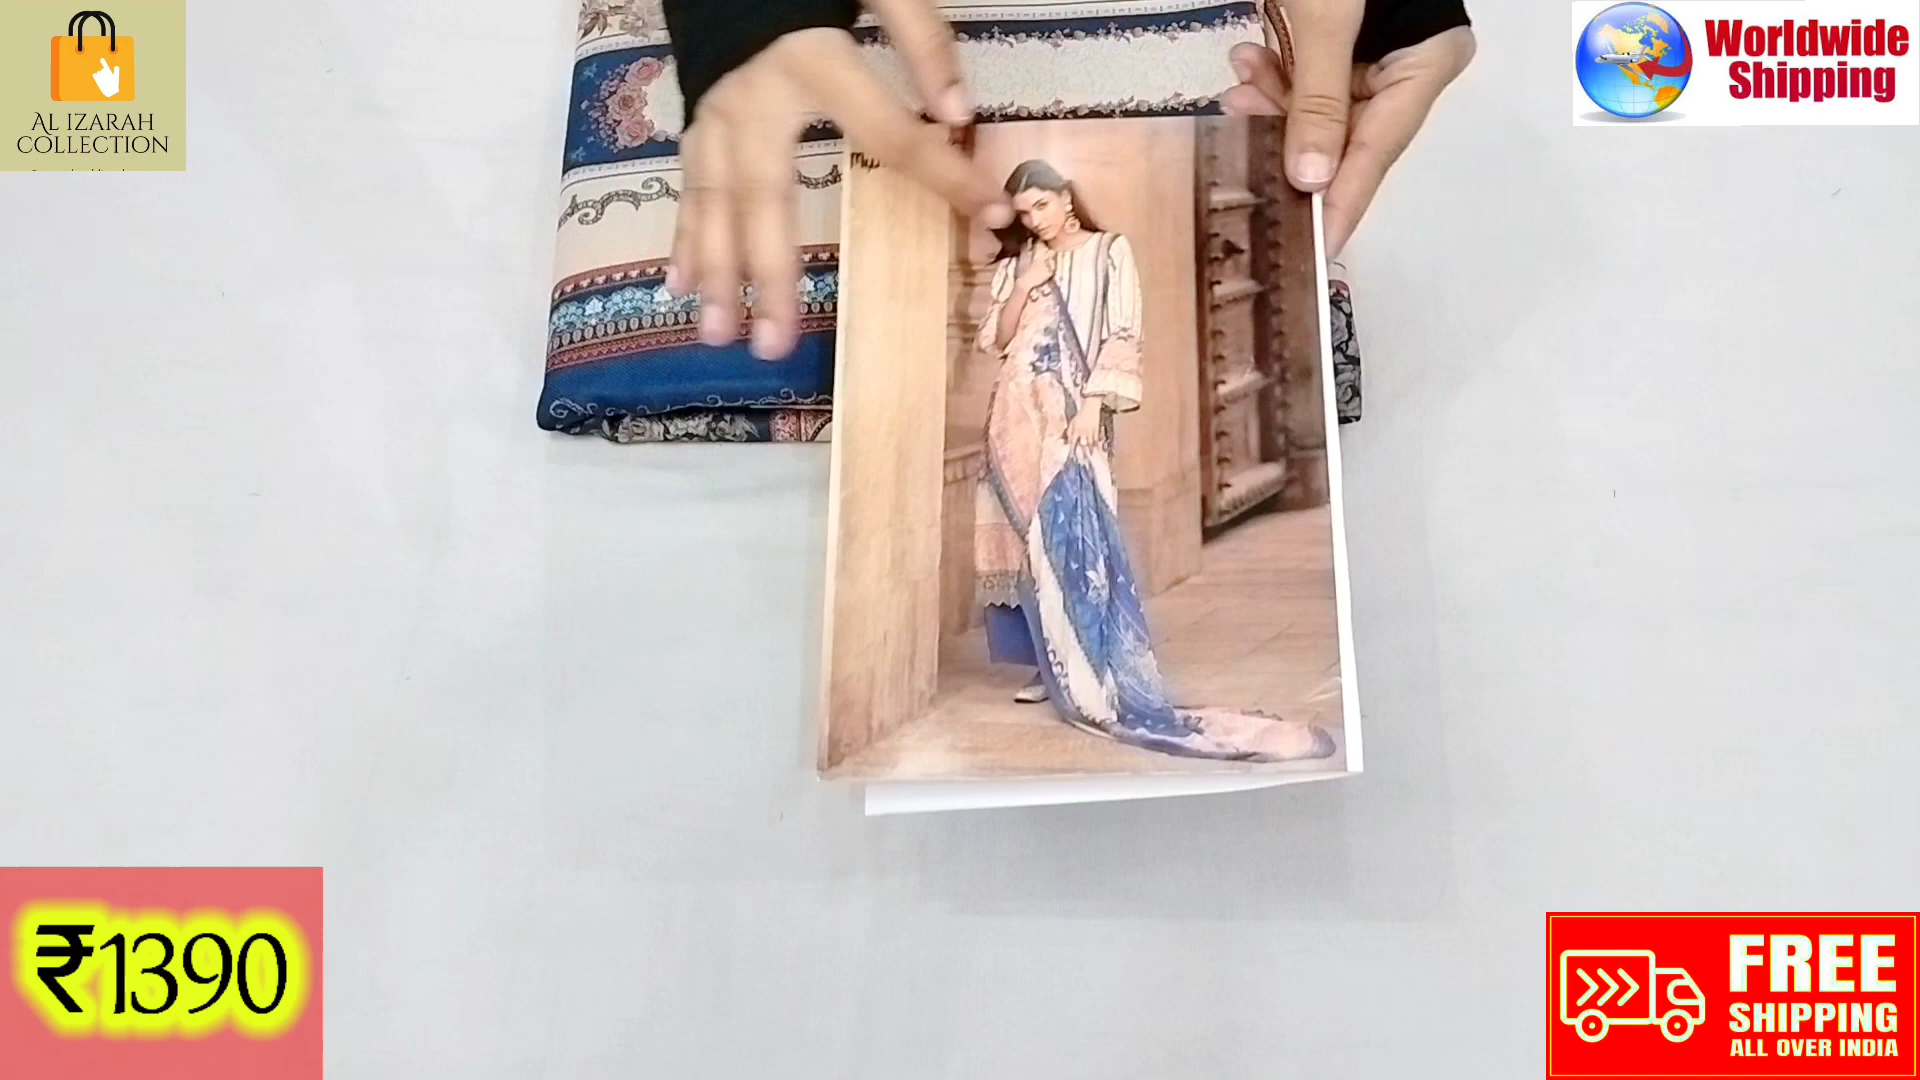 AL IZARAH
COLLECTION
Worldwide
Shipping
₹1390
FREE
SHIPPING
ALL OVER INDIA